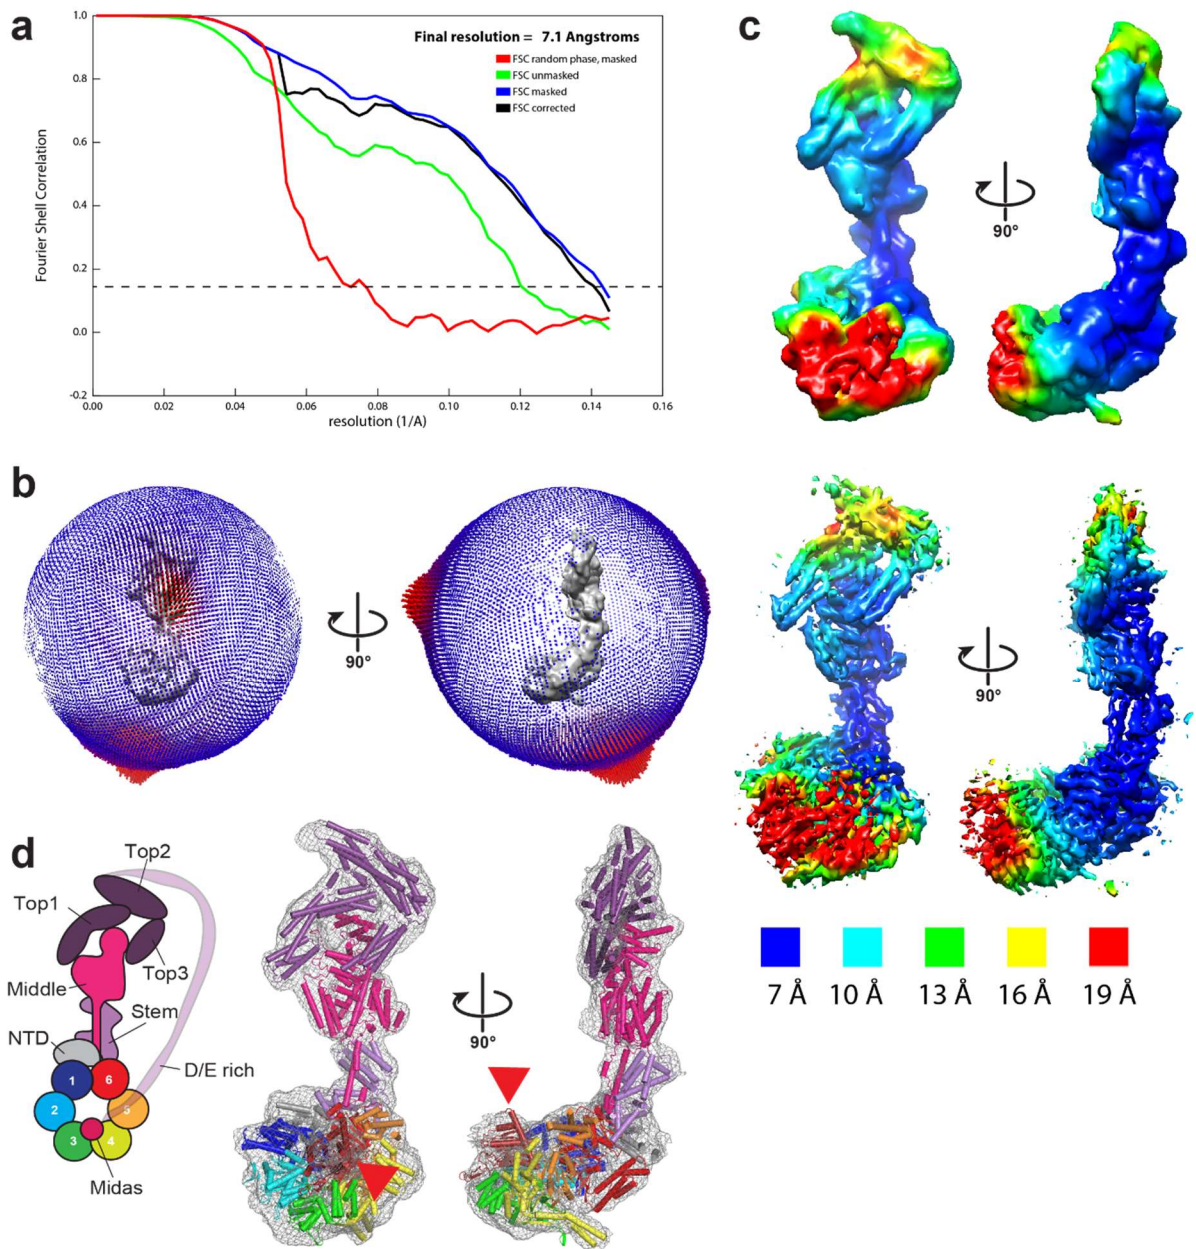 a
1.0
0.8
0.6
0.4
0.2
0.0
-0.2
0.00
0.02
0.04
0.06
0.08
0.10
0.12
0.14
0.16
Fourier Shell Correlation
resolution (1/A)
Final resolution = 7.1 Angstroms
FSC random phase, masked
FSC unmasked
FSC masked
FSC corrected
b
90°
c
90°
90°
7 Å
10 Å
13 Å
16 Å
19 Å
d
Top2
Top1
Top3
Middle
Stem
NTD
D/E rich
1
6
2
5
3
4
Midas
90°